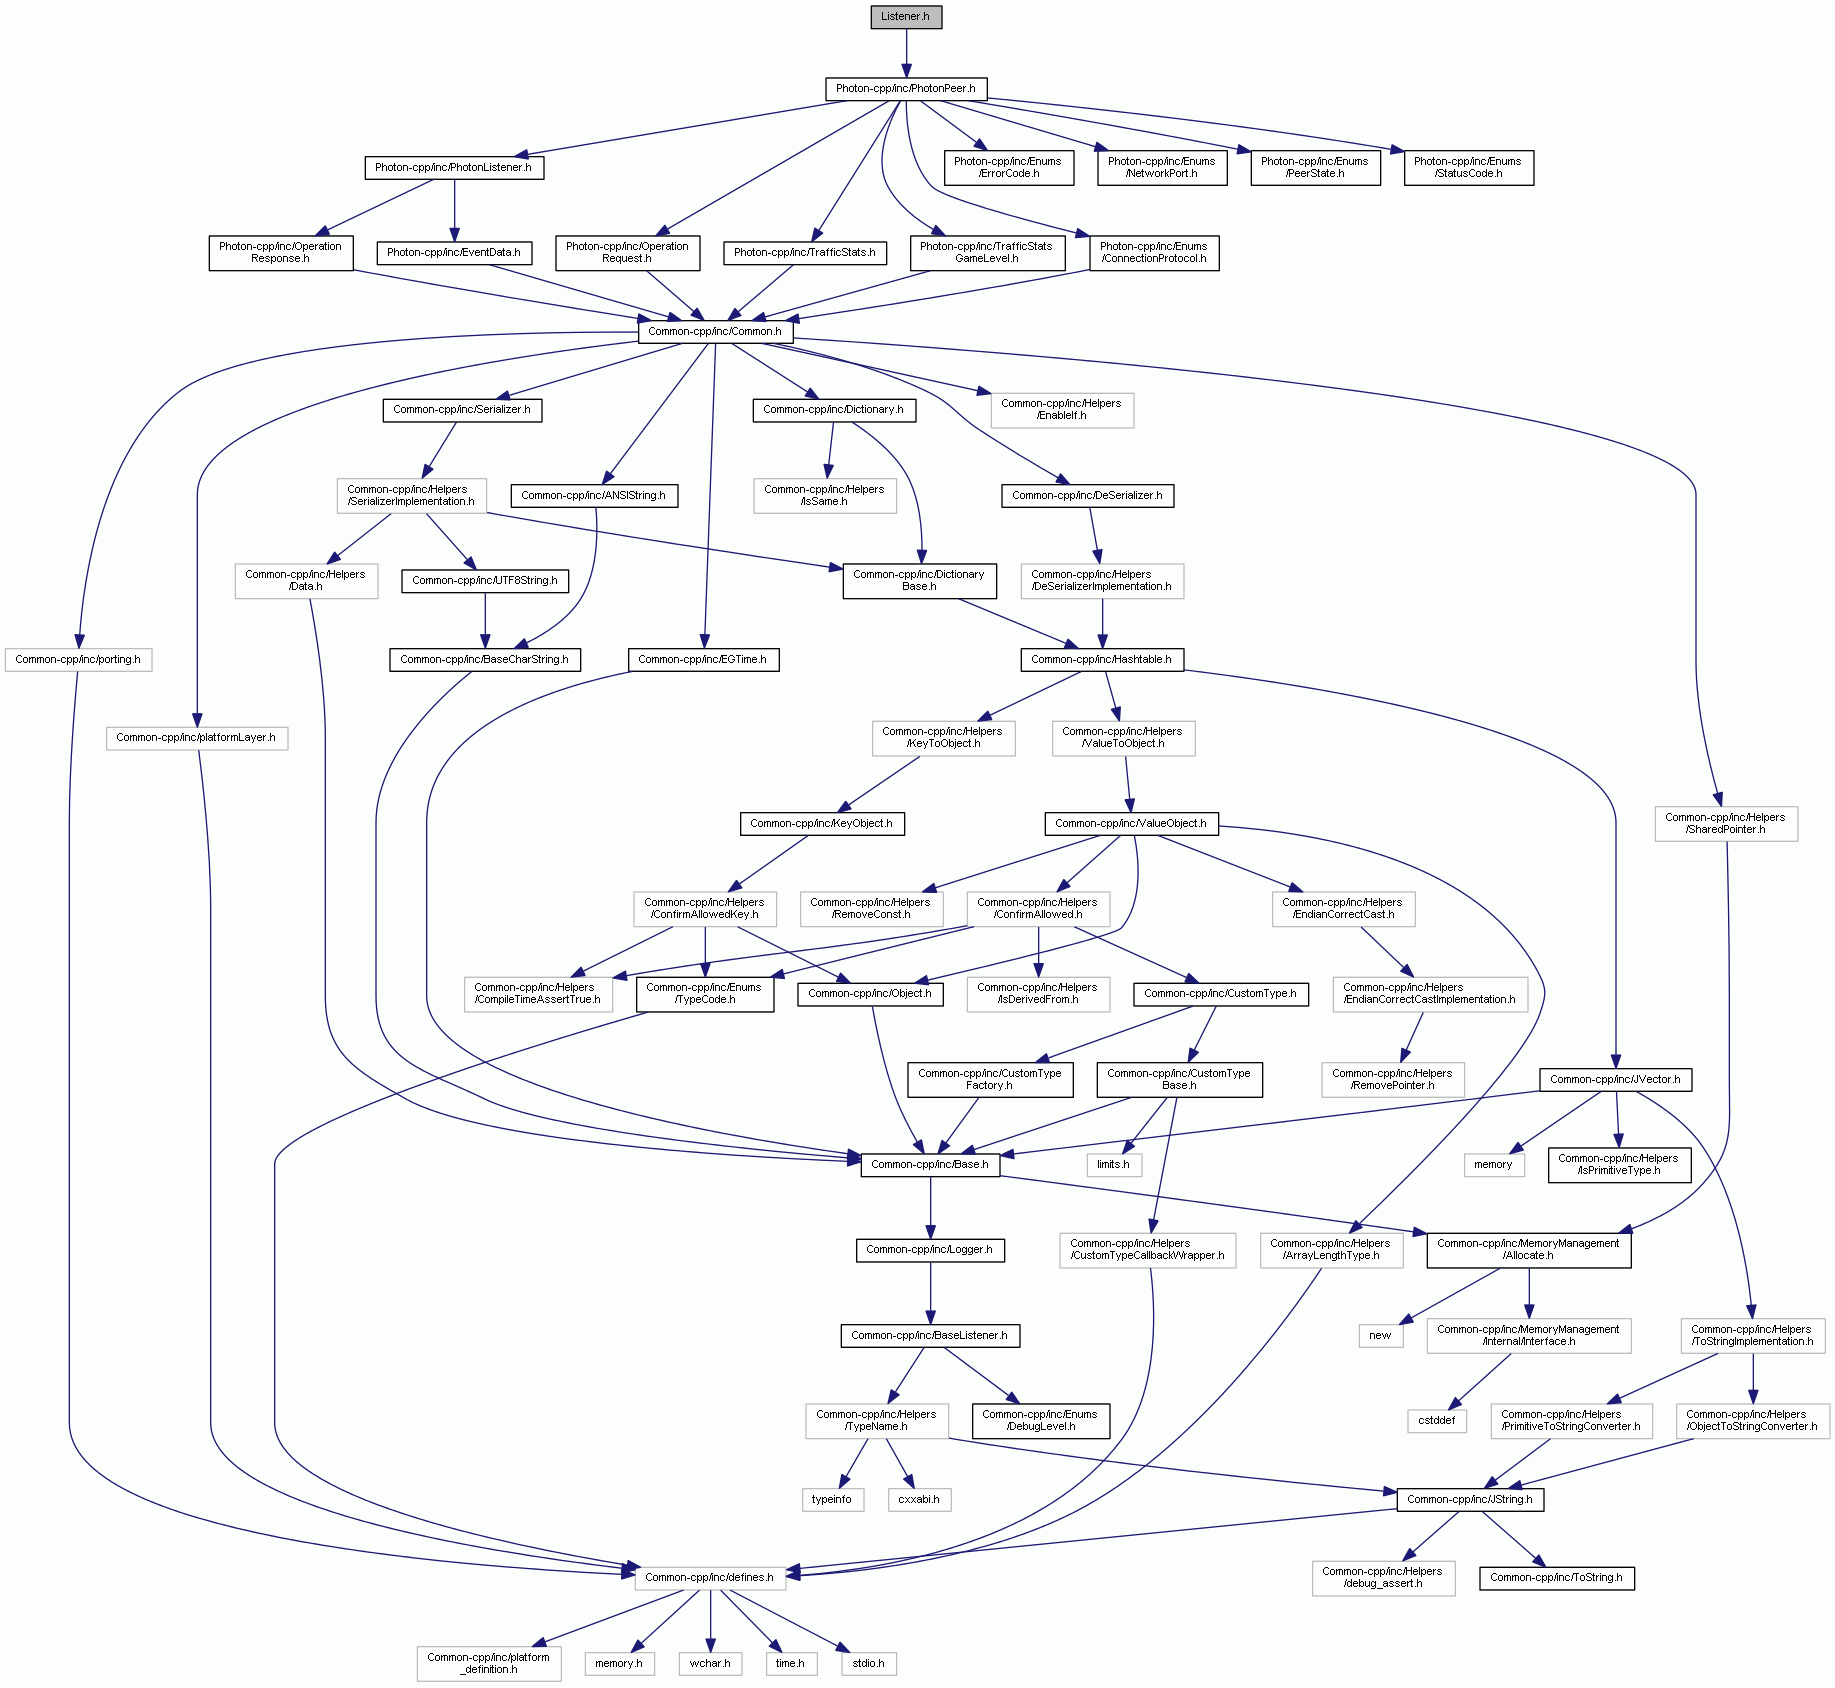 Listener.h
Photon-cpp/inc/PhotonPeer.h
Photon-cpp/inc/PhotonListener.h
Photon-cpp/inc/Enums
/ErrorCode.h
Photon-cpp/inc/Enums
/NetworkPort.h
Photon-cpp/inc/Enums
/PeerState.h
Photon-cpp/inc/Enums
/StatusCode.h
Photon-cpp/inc/Operation
Response.h
Photon-cpp/inc/EventData.h
Photon-cpp/inc/Operation
Request.h
Photon-cpp/inc/TrafficStats.h
Photon-cpp/inc/TrafficStats
GameLevel.h
Photon-cpp/inc/Enums
/ConnectionProtocol.h
Common-cpp/inc/Common.h
Common-cpp/inc/Serializer.h
Common-cpp/inc/Dictionary.h
Common-cpp/inc/Helpers
/EnableIf.h
Common-cpp/inc/Helpers
/SerializerImplementation.h
Common-cpp/inc/ANSIString.h
Common-cpp/inc/Helpers
/IsSame.h
Common-cpp/inc/DeSerializer.h
Common-cpp/inc/Helpers
/Data.h
Common-cpp/inc/UTF8String.h
Common-cpp/inc/Dictionary
Base.h
Common-cpp/inc/Helpers
/DeSerializerImplementation.h
Common-cpp/inc/porting.h
Common-cpp/inc/BaseCharString.h
Common-cpp/inc/EGTime.h
Common-cpp/inc/Hashtable.h
Common-cpp/inc/platformLayer.h
Common-cpp/inc/Helpers
/KeyToObject.h
Common-cpp/inc/Helpers
/ValueToObject.h
Common-cpp/inc/KeyObject.h
Common-cpp/inc/ValueObject.h
Common-cpp/inc/Helpers
/SharedPointer.h
Common-cpp/inc/Helpers
/ConfirmAllowedKey.h
Common-cpp/inc/Helpers
/RemoveConst.h
Common-cpp/inc/Helpers
/ConfirmAllowed.h
Common-cpp/inc/Helpers
/EndianCorrectCast.h
Common-cpp/inc/Helpers
/CompileTimeAssertTrue.h
Common-cpp/inc/Enums
/TypeCode.h
Common-cpp/inc/Object.h
Common-cpp/inc/Helpers
/IsDerivedFrom.h
Common-cpp/inc/CustomType.h
Common-cpp/inc/Helpers
/EndianCorrectCastImplementation.h
Common-cpp/inc/CustomType
Factory.h
Common-cpp/inc/CustomType
Base.h
Common-cpp/inc/Helpers
/RemovePointer.h
Common-cpp/inc/JVector.h
Common-cpp/inc/Base.h
limits.h
memory
Common-cpp/inc/Helpers
/IsPrimitiveType.h
Common-cpp/inc/Logger.h
Common-cpp/inc/Helpers
/CustomTypeCallbackWrapper.h
Common-cpp/inc/Helpers
/ArrayLengthType.h
Common-cpp/inc/MemoryManagement
/Allocate.h
Common-cpp/inc/BaseListener.h
new
Common-cpp/inc/MemoryManagement
/Internal/Interface.h
Common-cpp/inc/Helpers
/ToStringImplementation.h
Common-cpp/inc/Helpers
/TypeName.h
Common-cpp/inc/Enums
/DebugLevel.h
cstddef
Common-cpp/inc/Helpers
/PrimitiveToStringConverter.h
Common-cpp/inc/Helpers
/ObjectToStringConverter.h
typeinfo
cxxabi.h
Common-cpp/inc/JString.h
Common-cpp/inc/defines.h
Common-cpp/inc/Helpers
/debug_assert.h
Common-cpp/inc/ToString.h
Common-cpp/inc/platform
_definition.h
memory.h
wchar.h
time.h
stdio.h